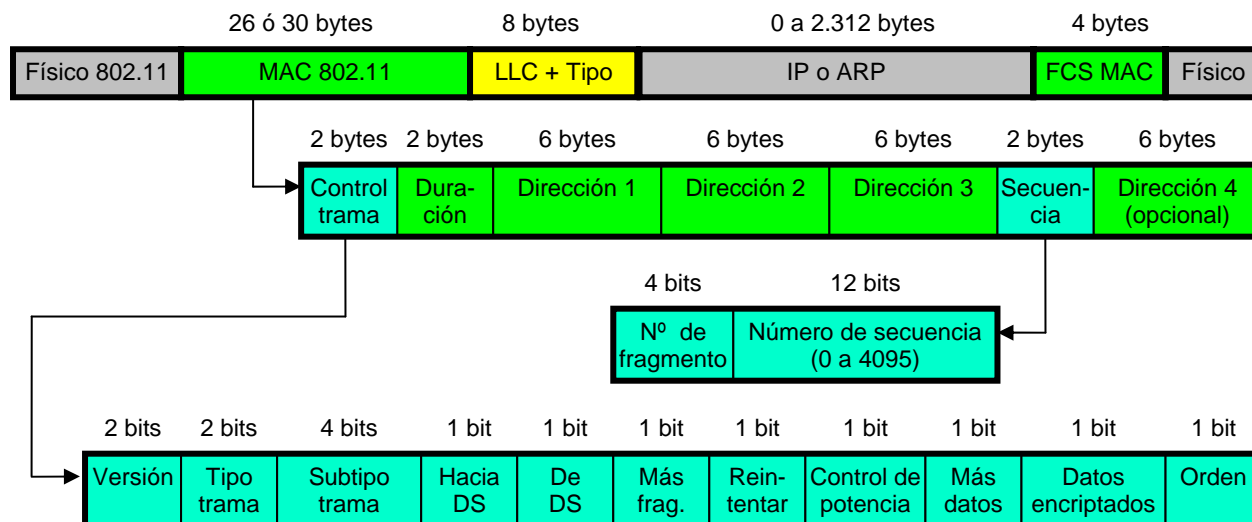 26 ó 30 bytes 8 bytes 0 a 2.312 bytes 4 bytes
Físico 802.11 MAC 802.11 LLC + Tipo IP o ARP FCS MAC Físico
2 bytes 2 bytes 6 bytes 6 bytes 6 bytes 2 bytes 6 bytes
Control Dura- Dirección 1 Dirección 2 Dirección 3 Secuen- Dirección 4
trama ción cia (opcional)
4 bits 12 bits
Nº de Número de secuencia
fragmento (0 a 4095)
2 bits 2 bits 4 bits 1 bit 1 bit 1 bit 1 bit 1 bit 1 bit 1 bit 1 bit
Versión Tipo Subtipo Hacia De Más Rein- Control de Más Datos Orden
trama trama DS DS frag. tentar potencia datos encriptados